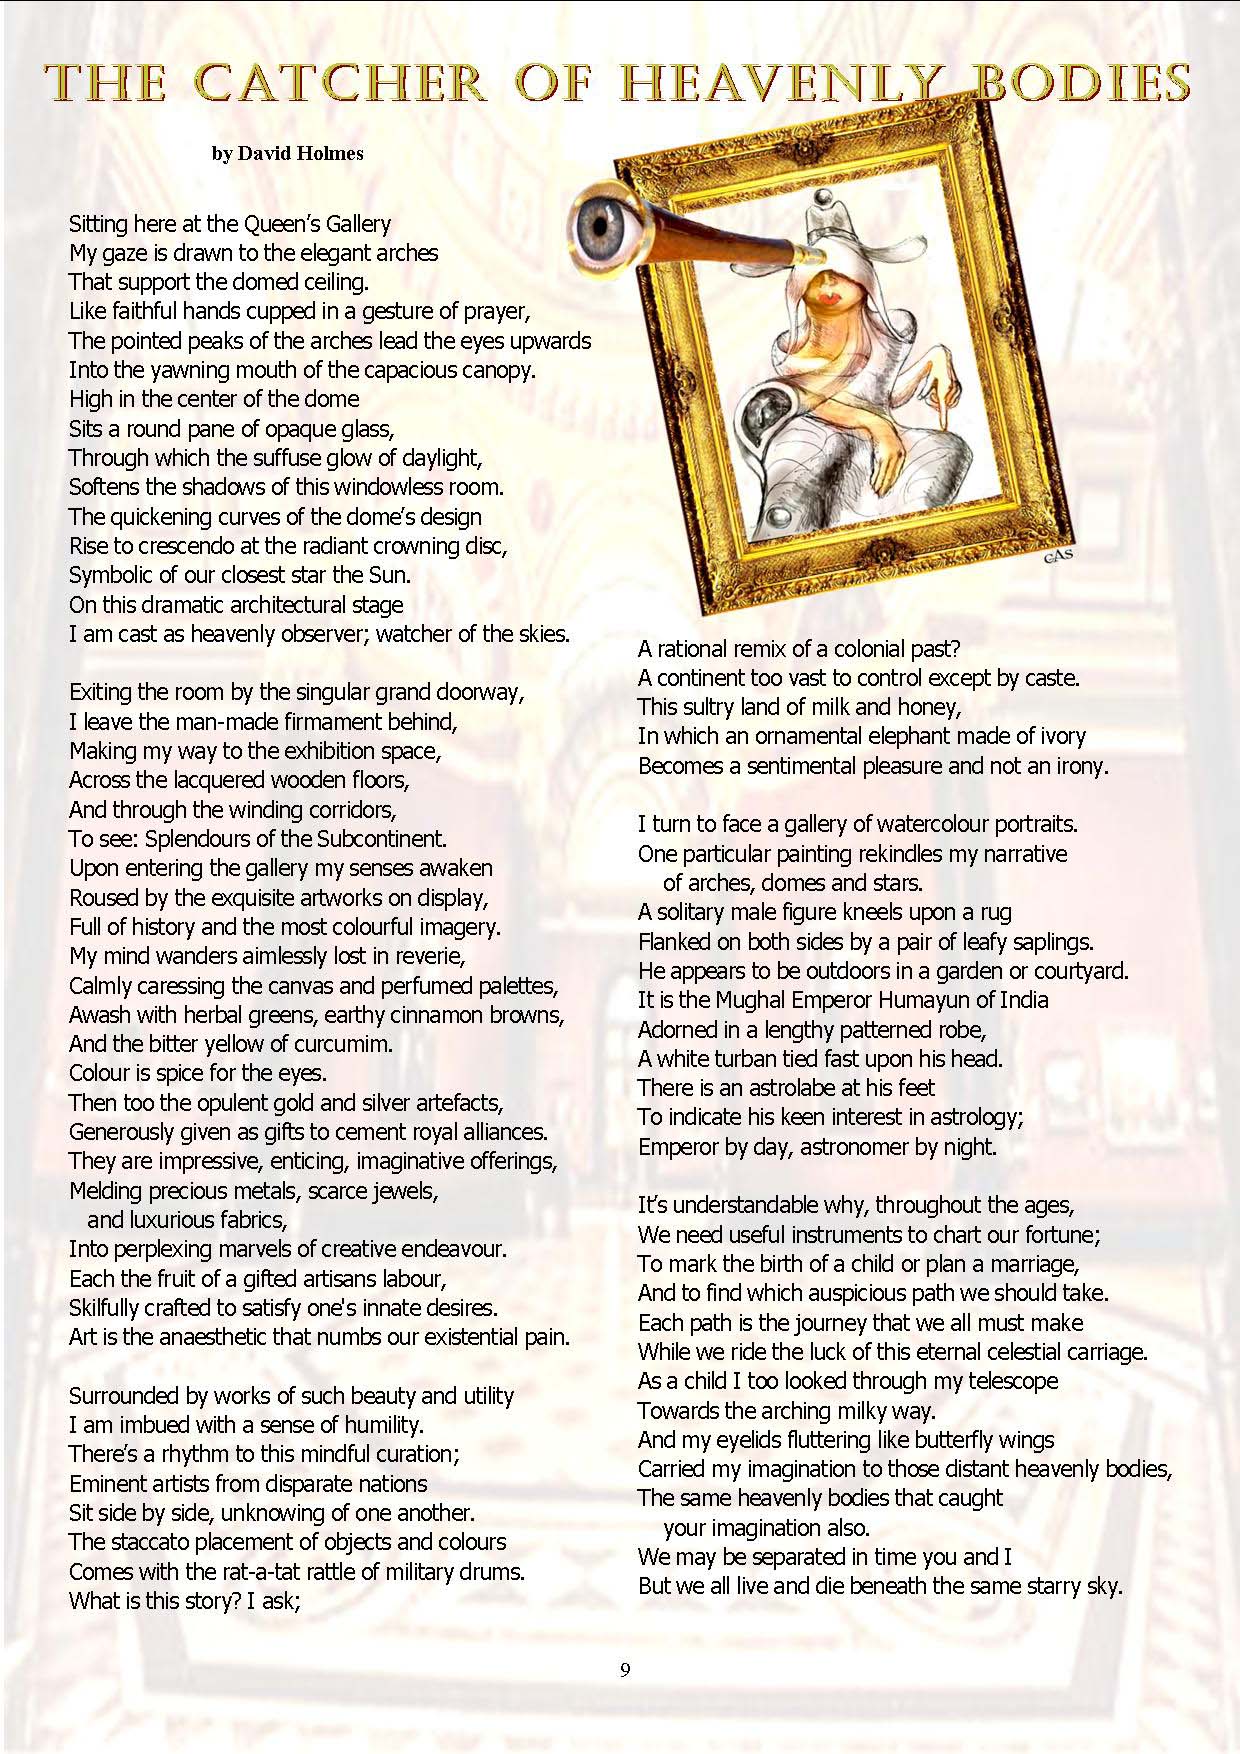 THE CATCHER OF HEAVENLY BODIES
by David Holmes
Sitting here at the Queen's Gallery
My gaze is drawn to the elegant arches
That support the domed ceiling.
Like faithful hands cupped in a gesture of prayer,
The pointed peaks of the arches lead the eyes upwards
Into the yawning mouth of the capacious canopy.
High in the center of the dome
Sits a round pane of opaque glass,
Through which the suffuse glow of daylight,
Softens the shadows of this windowless room.
The quickening curves of the dome's design
Rise to crescendo at the radiant crowning disc,
Symbolic of our closest star the Sun.
On this dramatic architectural stage
I am cast as heavenly observer; watcher of the skies.
Exiting the room by the singular grand doorway,
I leave the man-made firmament behind,
Making my way to the exhibition space,
Across the lacquered wooden floors,
And through the winding corridors,
To see: Splendours of the Subcontinent.
Upon entering the gallery my senses awaken
Roused by the exquisite artworks on display,
Full of history and the most colourful imagery.
My mind wanders aimlessly lost in reverie,
Calmly caressing the canvas and perfumed palettes,
Awash with herbal greens, earthy cinnamon browns,
And the bitter yellow of curcumim.
Colour is spice for the eyes.
Then too the opulent gold and silver artefacts,
Generously given as gifts to cement royal alliances.
They are impressive, enticing, imaginative offerings,
Melding precious metals, scarce jewels,
and luxurious fabrics,
Into perplexing marvels of creative endeavour.
Each the fruit of a gifted artisans labour,
Skilfully crafted to satisfy one's innate desires.
Art is the anaesthetic that numbs our existential pain.
Surrounded by works of such beauty and utility
I am imbued with a sense of humility.
There's a rhythm to this mindful curation;
Eminent artists from disparate nations
Sit side by side, unknowing of one another.
The staccato placement of objects and colours
Comes with the rat-a-tat rattle of military drums.
What is this story? I ask;
GAS
A rational remix of a colonial past?
A continent too vast to control except by caste.
This sultry land of milk and honey,
In which an ornamental elephant made of ivory
Becomes a sentimental pleasure and not an irony.
I turn to face a gallery of watercolour portraits.
One particular painting rekindles my narrative
of arches, domes and stars.
A solitary male figure kneels upon a rug
Flanked on both sides by a pair of leafy saplings.
He appears to be outdoors in a garden or courtyard.
It is the Mughal Emperor Humayun of India
Adorned in a lengthy patterned robe,
A white turban tied fast upon his head.
There is an astrolabe at his feet
To indicate his keen interest in astrology;
Emperor by day, astronomer by night.
It's understandable why, throughout the ages,
We need useful instruments to chart our fortune;
To mark the birth of a child or plan a marriage,
And to find which auspicious path we should take.
Each path is the journey that we all must make
While we ride the luck of this eternal celestial carriage.
As a child I too looked through my telescope
Towards the arching milky way.
And my eyelids fluttering like butterfly wings
Carried my imagination to those distant heavenly bodies,
The same heavenly bodies that caught
your imagination also.
We may be separated in time you and I
But we all live and die beneath the same starry sky.
9